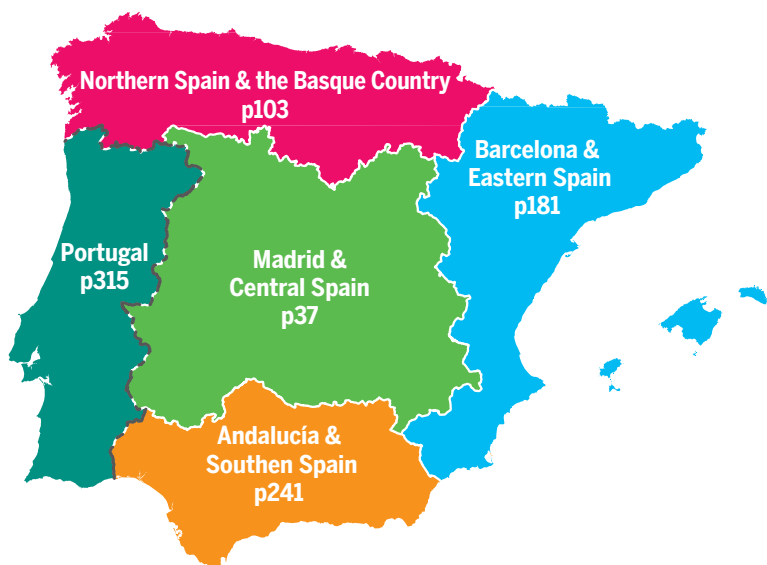 Northern Spain & the Basque Country
p103
Barcelona &
Eastern Spain
p181
Portugal
p315
Madrid &
Central Spain
p37
Andalucía &
Southen Spain
p241